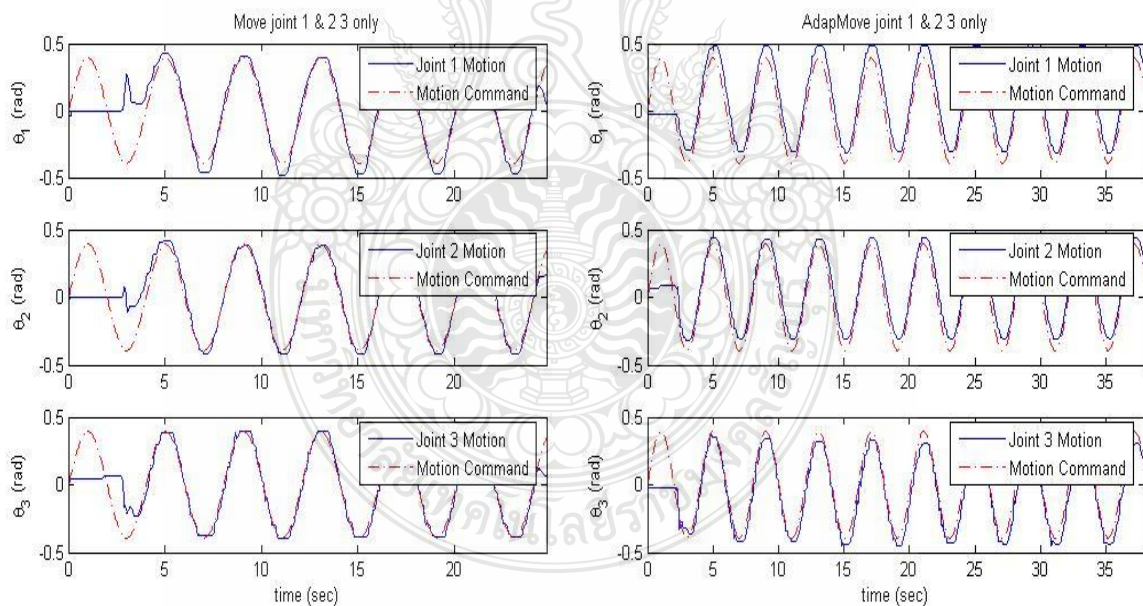 Move joint 1 & 2 3 only
0.5
0
-0.5
θ1 (rad)
Joint 1 Motion
Motion Command
0 5 10 15 20
0.5
0
-0.5
θ2 (rad)
Joint 2 Motion
Motion Command
0 5 10 15 20
0.5
0
-0.5
θ3 (rad)
Joint 3 Motion
Motion Command
0 5 10 15 20
time (sec)
AdapMove joint 1 & 2 3 only
0.5
0
-0.5
θ1 (rad)
Joint 1 Motion
Motion Command
0 5 10 15 20 25 30 35
0.5
0
-0.5
θ2 (rad)
Joint 2 Motion
Motion Command
0 5 10 15 20 25 30 35
0.5
0
-0.5
θ3 (rad)
Joint 3 Motion
Motion Command
0 5 10 15 20 25 30 35
time (sec)